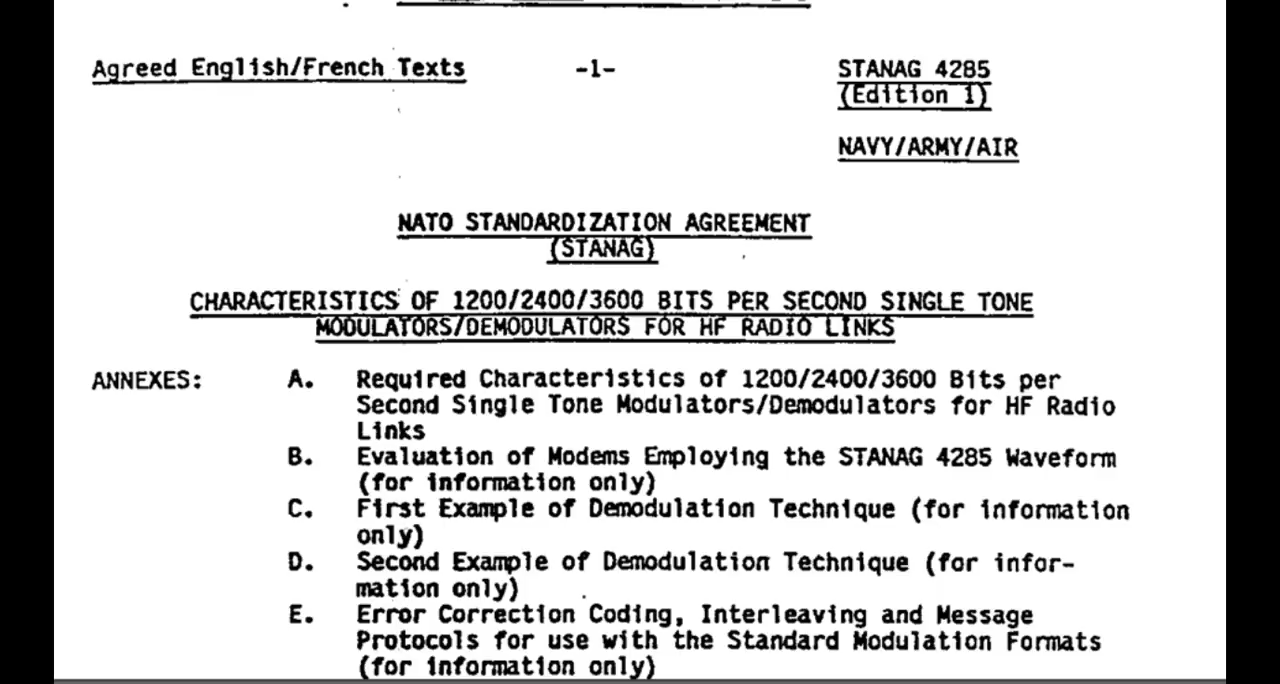 Agreed English/French Texts -1- STANAG 4285
(Edition 1)
NAVY/ARMY/AIR
NATO STANDARDIZATION AGREEMENT
(STANAG)
CHARACTERISTICS OF 1200/2400/3600 BITS PER SECOND SINGLE TONE
MODULATORS/DEMODULATORS FOR HF RADIO LINKS
ANNEXES: A. Required Characteristics of 1200/2400/3600 Bits per
Second Single Tone Modulators/Demodulators for HF Radio
Links
B. Evaluation of Modems Employing the STANAG 4285 Waveform
(for information only)
C. First Example of Demodulation Technique (for information
only)
D. Second Example of Demodulation Technique (for infor-
mation only)
E. Error Correction Coding, Interleaving and Message
Protocols for use with the Standard Modulation Formats
(for information only)